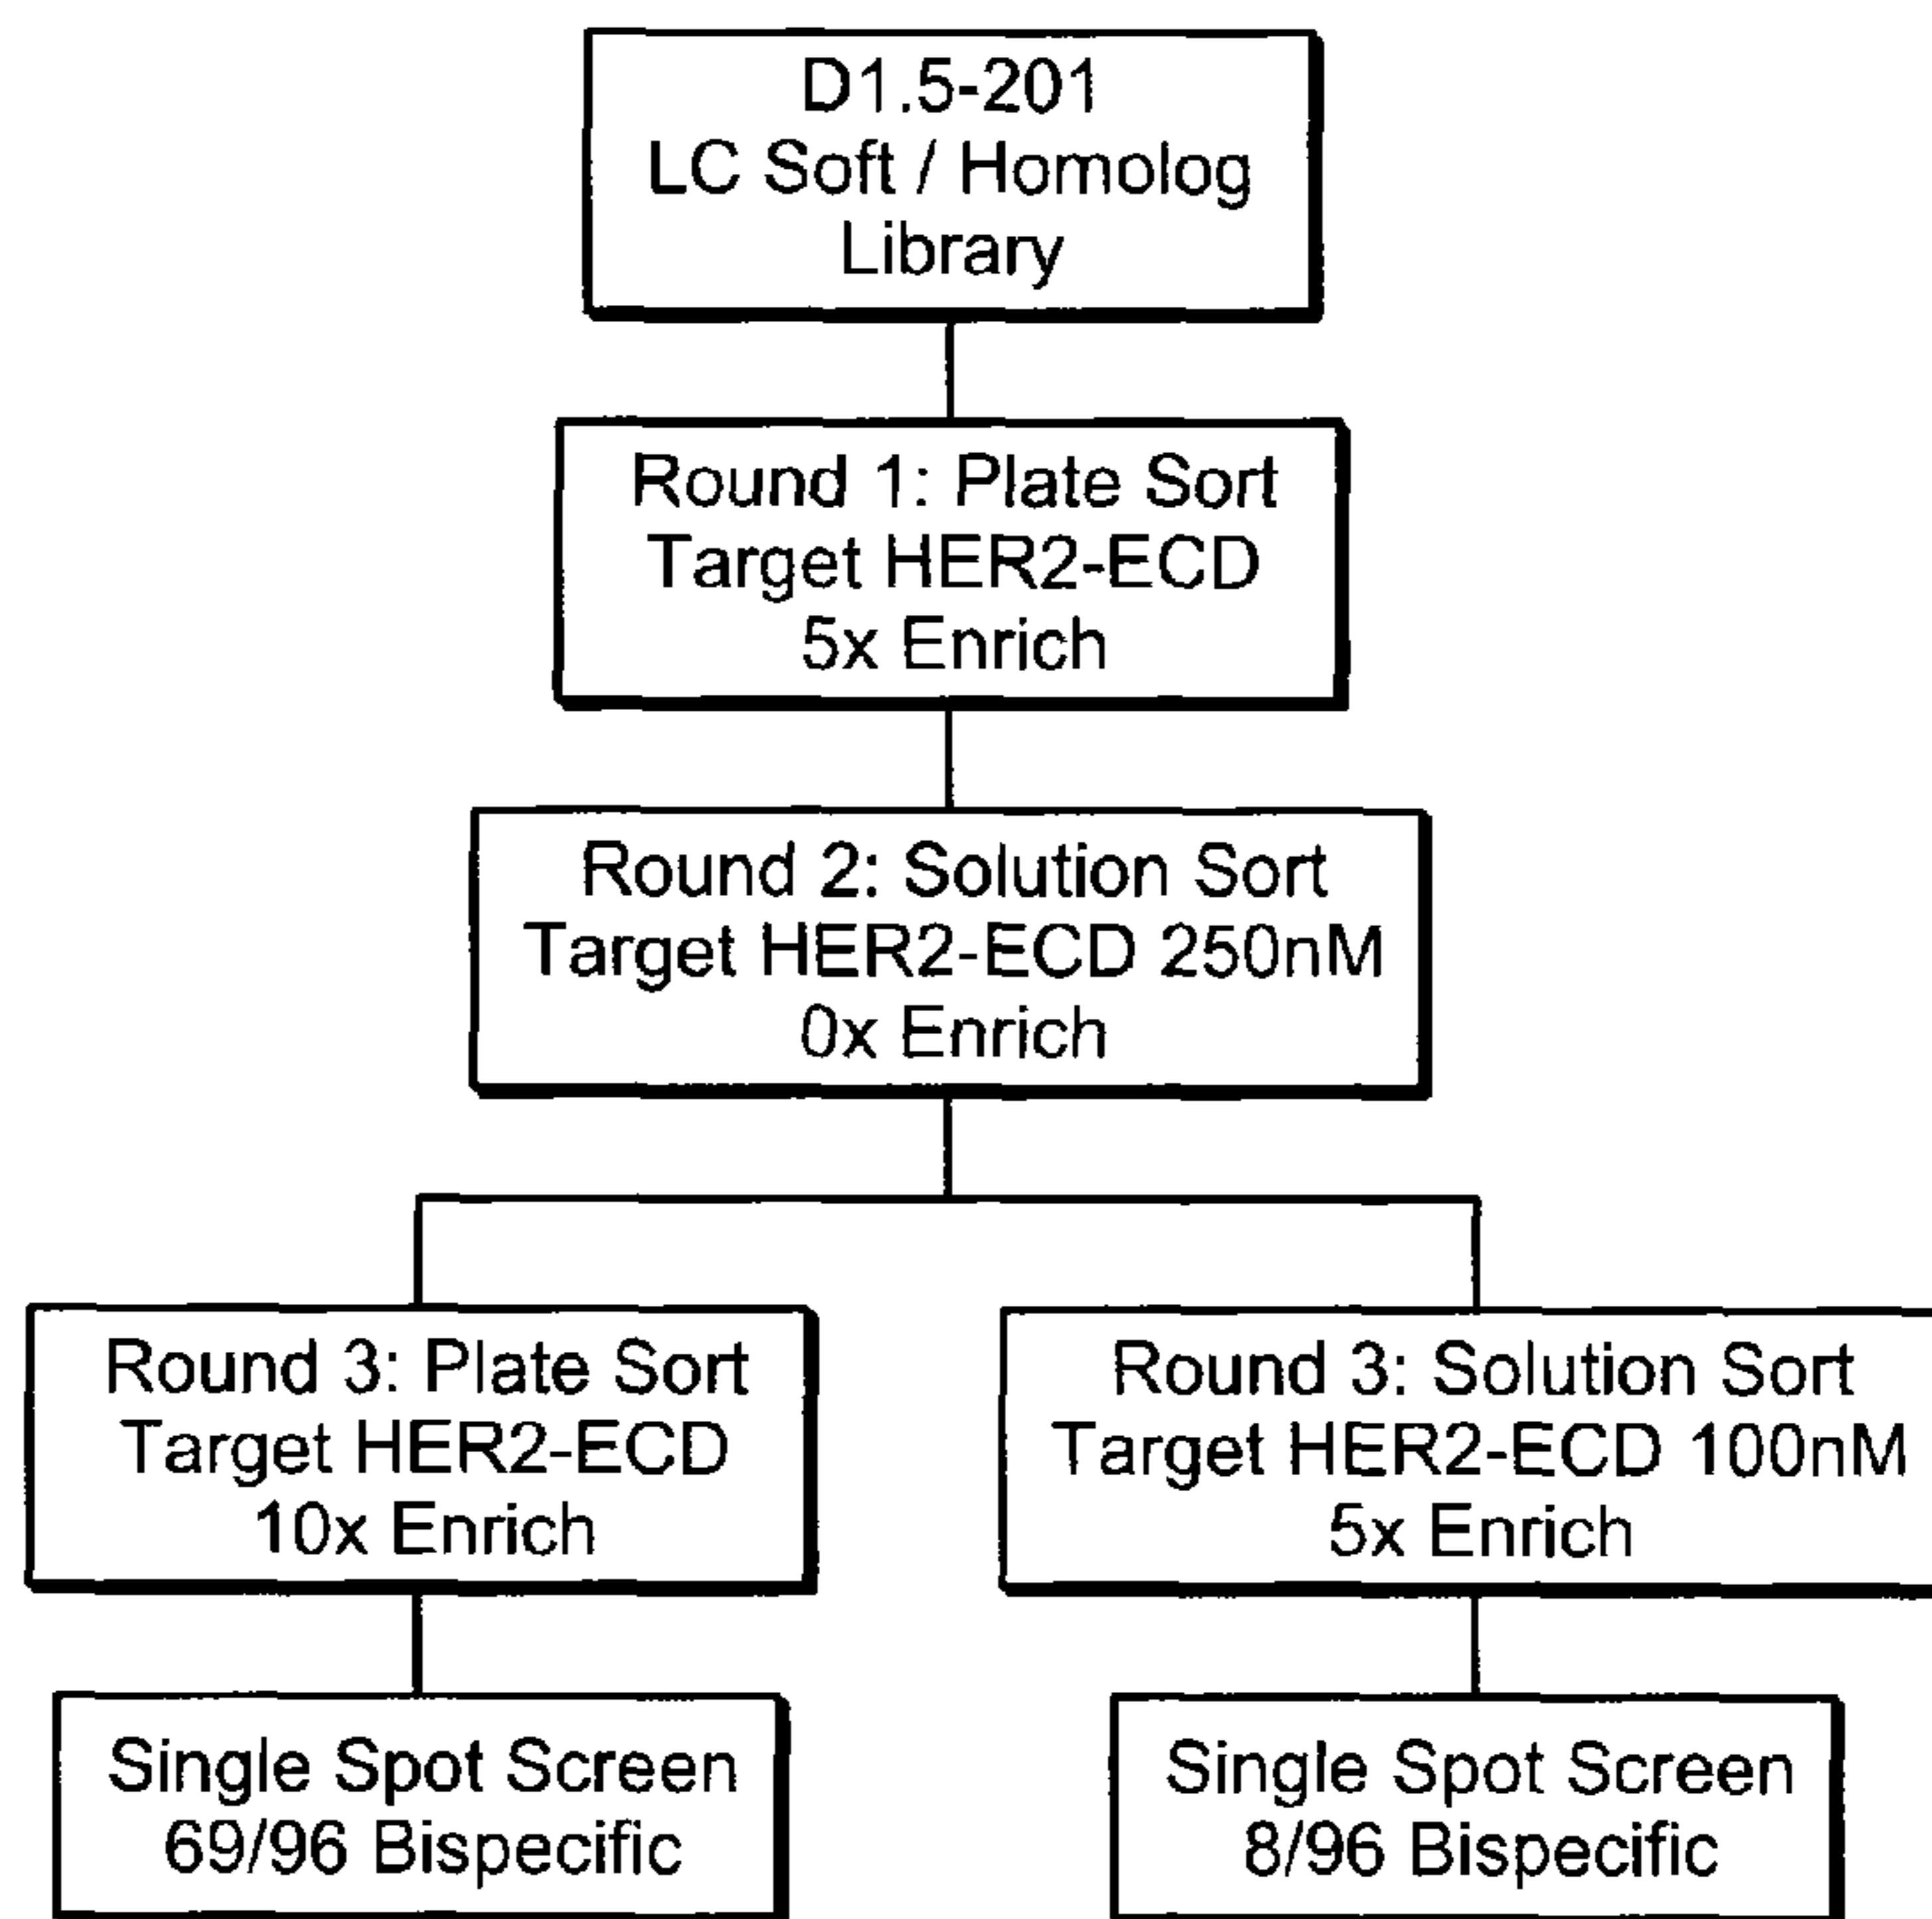 D1.5-201
LC Soft / Homolog
Library
Round 1: Plate Sort
Target HER2-ECD
5x Enrich
Round 2: Solution Sort
Target HER2-ECD 250nM
0x Enrich
Round 3: Plate Sort
Target HER2-ECD
10x Enrich
Round 3: Solution Sort
Target HER2-ECD 100nM
5x Enrich
Single Spot Screen
69/96 Bispecific
Single Spot Screen
8/96 Bispecific